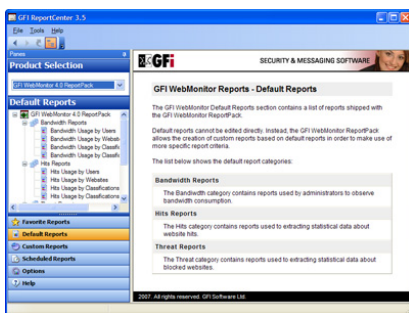 GFI ReportCenter 3.5
File Tools Help
Panes
Product Selection
GFI WebMonitor 4.0 ReportPack
Default Reports
GFI WebMonitor 4.0 ReportPack
Bandwidth Reports
Bandwidth Usage by Users
Bandwidth Usage by Websit
Bandwidth Usage by Classifi
Bandwidth Usage by Classifi
Hits Reports
Hits Usage by Users
Hits Usage by Websites
Hits Usage by Classifications
Hits Usage by Classifications
Favorite Reports
Default Reports
Custom Reports
Scheduled Reports
Options
Help
GFi
SECURITY & MESSAGING SOFTWARE
GFI WebMonitor Reports - Default Reports
The GFI WebMonitor Default Reports section contains a list of reports shipped with
the GFI WebMonitor ReportPack.
Default reports cannot be edited directly. Instead, the GFI WebMonitor ReportPack
allows the creation of custom reports based on default reports in order to make use of
more specific report criteria.
The list below shows the default report categories:
Bandwidth Reports
The Bandwidth category contains reports used by administrators to observe
bandwidth consumption.
Hits Reports
The Hits category contains reports used to extracting statistical data about
website hits.
Threat Reports
The Threat category contains reports used to extracting statistical data about
blocked websites.
2007. All rights reserved. GFI Software Ltd.